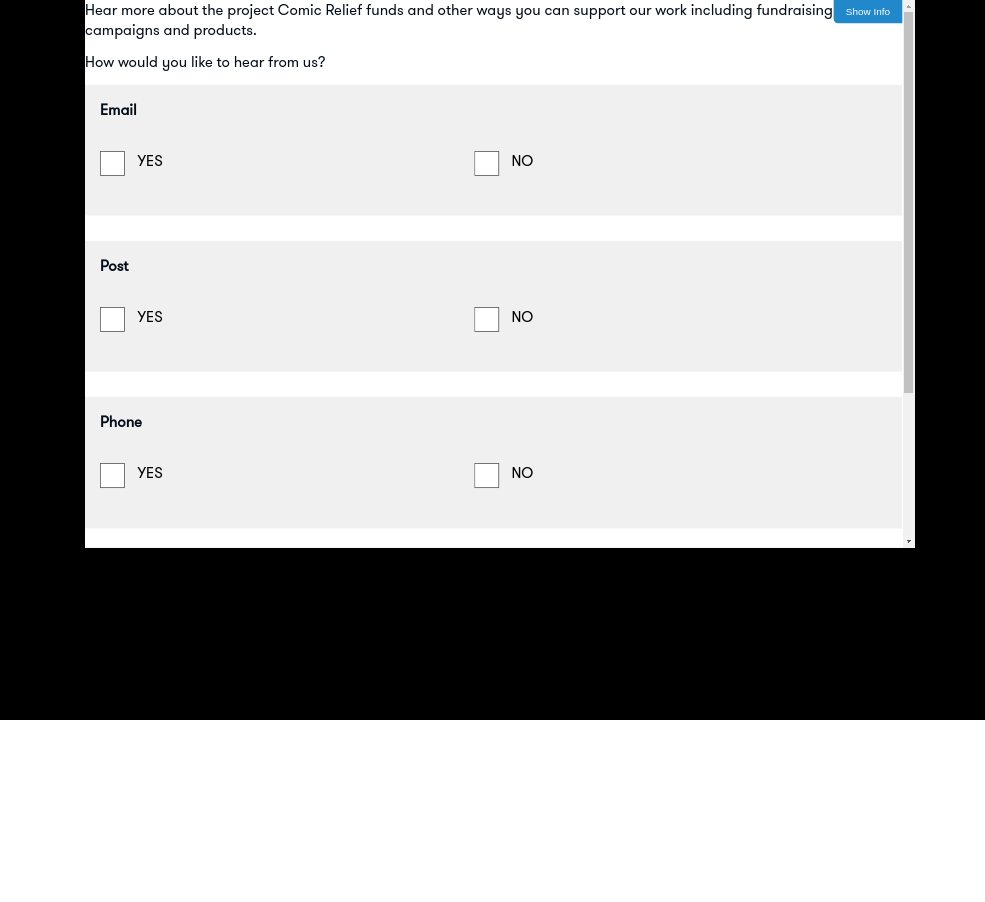 Hear more about the project Comic Relief funds and other ways you can support our work including fundraising
Show Info
campaigns and products.
How would you like to hear from us?
Email
YES NO
Post
YES NO
Phone
YES NO